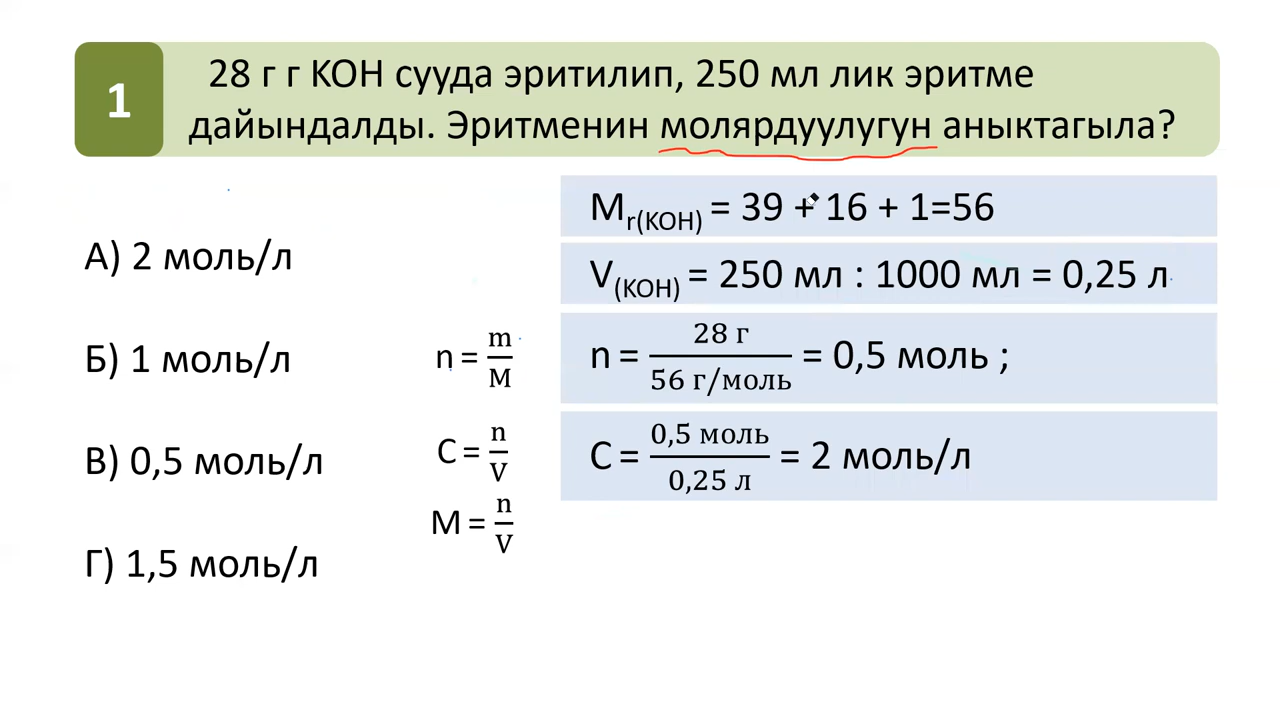 1
28 г г КОН сууда эритилип, 250 мл лик эритме
дайындалды. Эритменин молярдуулугун аныктагыла?
А) 2 моль/л
Б) 1 моль/л
В) 0,5 моль/л
Г) 1,5 моль/л
n = m/M
C = n/V
M = n/V
Mr(KOH) = 39 + 16 + 1=56
V(KOH) = 250 мл : 1000 мл = 0,25 л
n = 28 г/56 г/моль = 0,5 моль ;
C = 0,5 моль/0,25 л = 2 моль/л